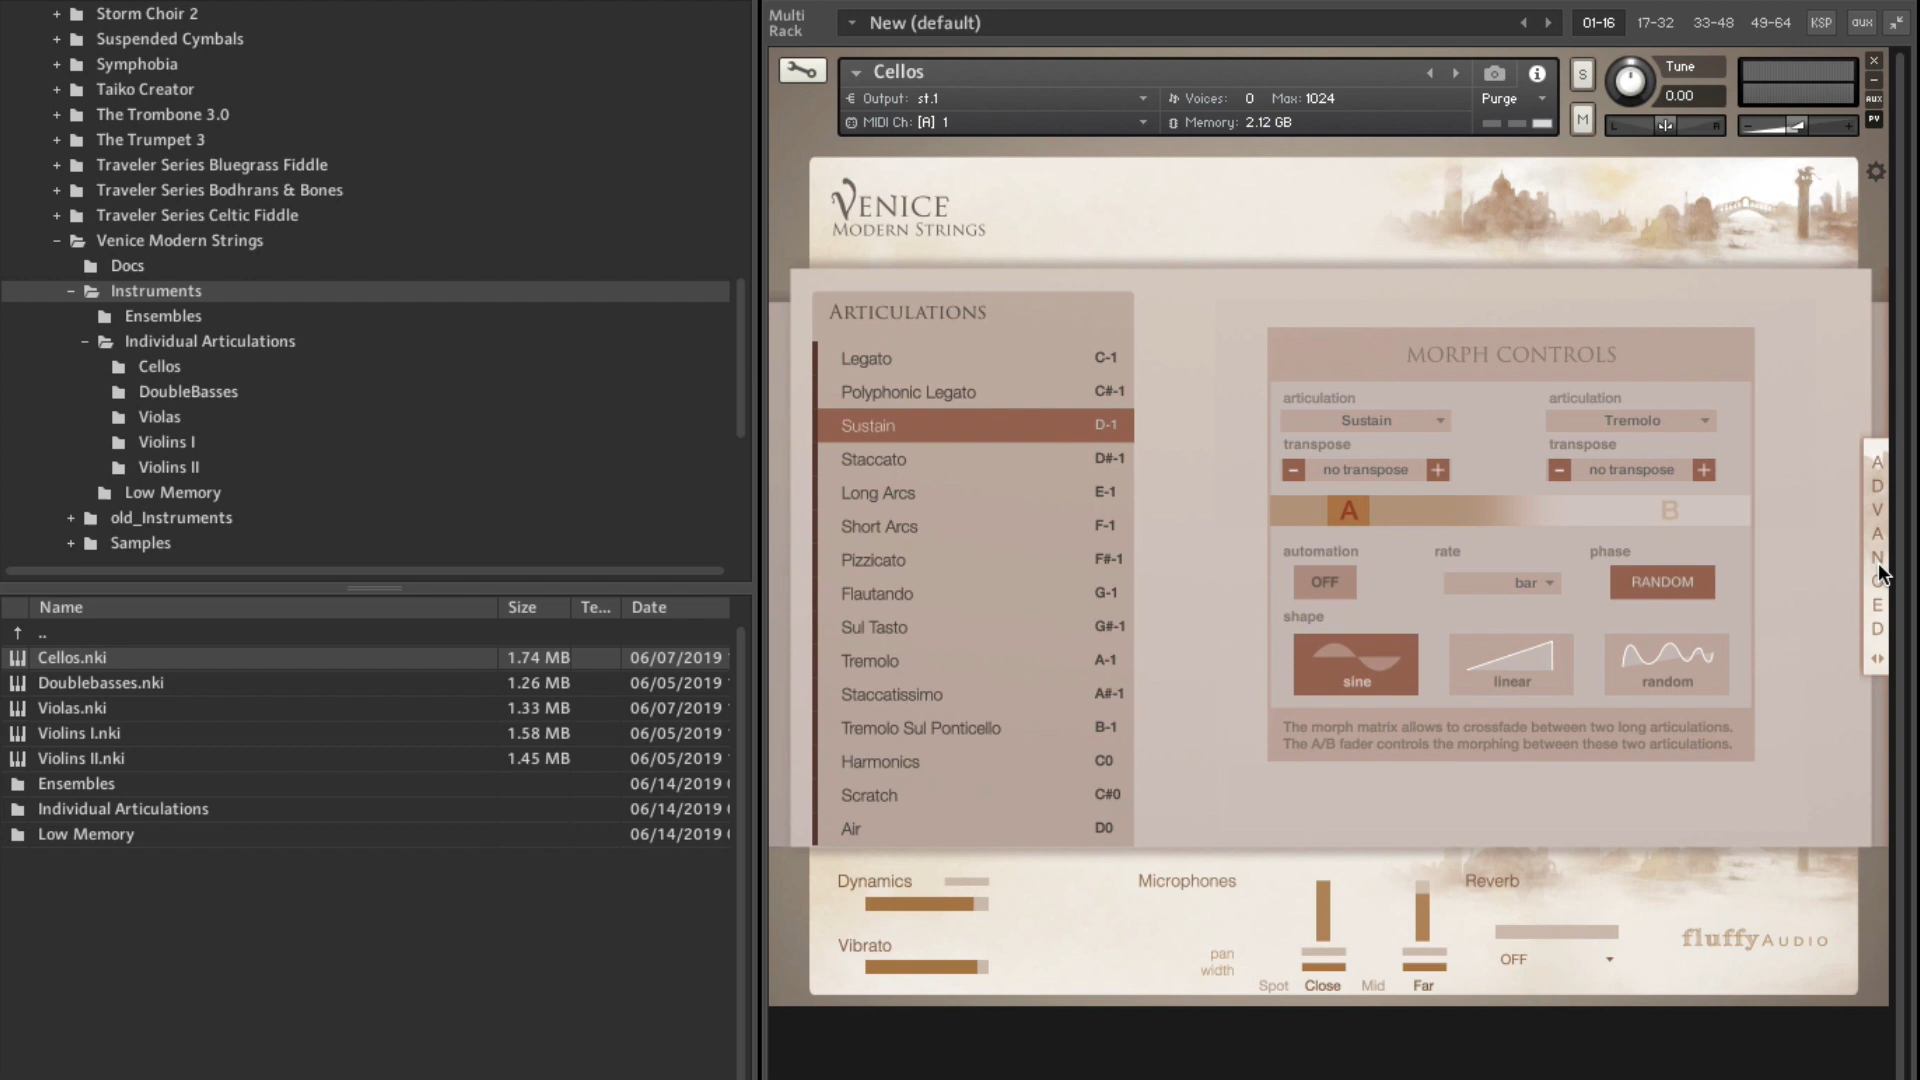 Storm Choir 2
Suspended Cymbals
Symphobia
Taiko Creator
The Trombone 3.0
The Trumpet 3
Traveler Series Bluegrass Fiddle
Traveler Series Bodhrans & Bones
Traveler Series Celtic Fiddle
Venice Modern Strings
Docs
Instruments
Ensembles
Individual Articulations
Cellos
DoubleBasses
Violas
Violins I
Violins II
Low Memory
old_Instruments
Samples
Name Size Te... Date
..
Cellos.nki 1.74 MB 06/07/2019
Doublebasses.nki 1.26 MB 06/05/2019
Violas.nki 1.33 MB 06/07/2019
Violins I.nki 1.58 MB 06/05/2019
Violins II.nki 1.45 MB 06/05/2019
Ensembles 06/14/2019
Individual Articulations 06/14/2019
Low Memory 06/14/2019
Multi Rack
New (default)
01-16 17-32 33-48 49-64 KSP aux
Cellos
Output: st.1
Voices: 0 Max: 1024
Purge
MIDI Ch: [A] 1
Memory: 2.12 GB
S
M
Tune
0.00
L R
AUX
PV
VENICE
MODERN STRINGS
ARTICULATIONS
Legato C-1
Polyphonic Legato C#-1
Sustain D-1
Staccato D#-1
Long Arcs E-1
Short Arcs F-1
Pizzicato F#-1
Flautando G-1
Sul Tasto G#-1
Tremolo A-1
Staccatissimo A#-1
Tremolo Sul Ponticello B-1
Harmonics C0
Scratch C#0
Air D0
MORPH CONTROLS
articulation articulation
Sustain Tremolo
transpose transpose
− no transpose + − no transpose +
A B
automation rate phase
OFF bar RANDOM
shape
sine linear random
The morph matrix allows to crossfade between two long articulations.
The A/B fader controls the morphing between these two articulations.
ADVANCED
Dynamics
Vibrato
Microphones
pan
width
Spot Close Mid Far
Reverb
OFF
fluffyAUDIO